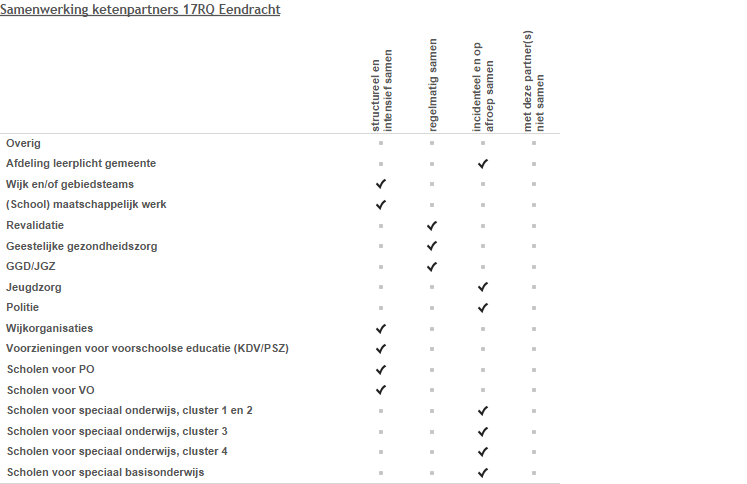 Samenwerking ketenpartners 17RQ Eendracht
structureel en
intensief samen
regelmatig samen
incidenteel en op
afroep samen
met deze partner(s)
niet samen
Overig
Afdeling leerplicht gemeente
Wijk en/of gebiedsteams
(School) maatschappelijk werk
Revalidatie
Geestelijke gezondheidszorg
GGD/JGZ
Jeugdzorg
Politie
Wijkorganisaties
Voorzieningen voor voorschoolse educatie (KDV/PSZ)
Scholen voor PO
Scholen voor VO
Scholen voor speciaal onderwijs, cluster 1 en 2
Scholen voor speciaal onderwijs, cluster 3
Scholen voor speciaal onderwijs, cluster 4
Scholen voor speciaal basisonderwijs